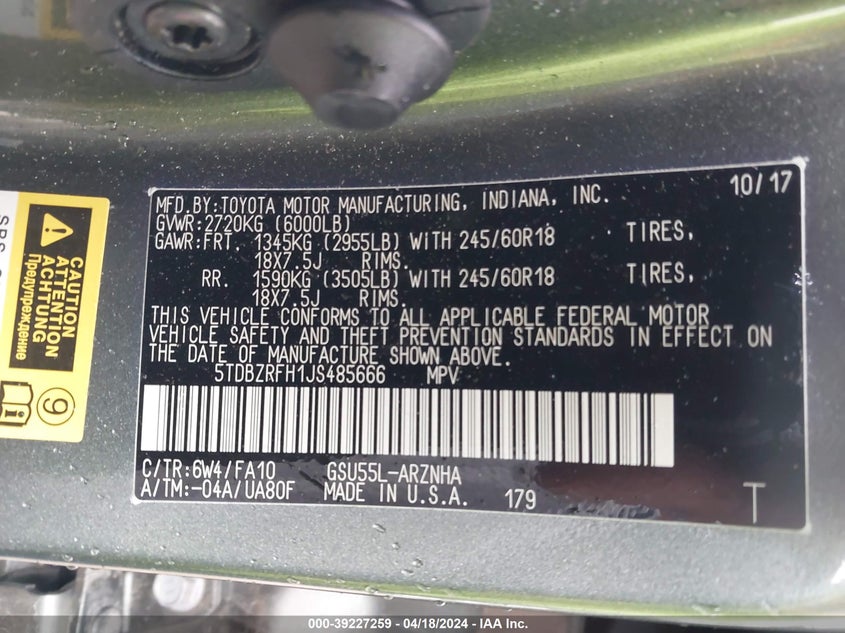 MFD.BY:TOYOTA MOTOR MANUFACTURING, INDIANA, INC. 10/17
GVWR:2720KG (6000LB)
GAWR:FRT. 1345KG (2955LB) WITH 245/60R18 TIRES,
18X7.5J RIMS.
RR. 1590KG (3505LB) WITH 245/60R18 TIRES,
18X7.5J RIMS.
THIS VEHICLE CONFORMS TO ALL APPLICABLE FEDERAL MOTOR
VEHICLE SAFETY AND THEFT PREVENTION STANDARDS IN EFFECT ON
THE DATE OF MANUFACTURE SHOWN ABOVE.
5TDBZRFH1JS485666 MPV
C/TR:6W4/FA10 GSU55L-ARZNHA
A/TM:-04A/UA80F MADE IN U.S.A. 179 T
CAUTION
ATTENTION
ACHTUNG
Предупреждение
9
000-39227259 - 04/18/2024 - IAA Inc.